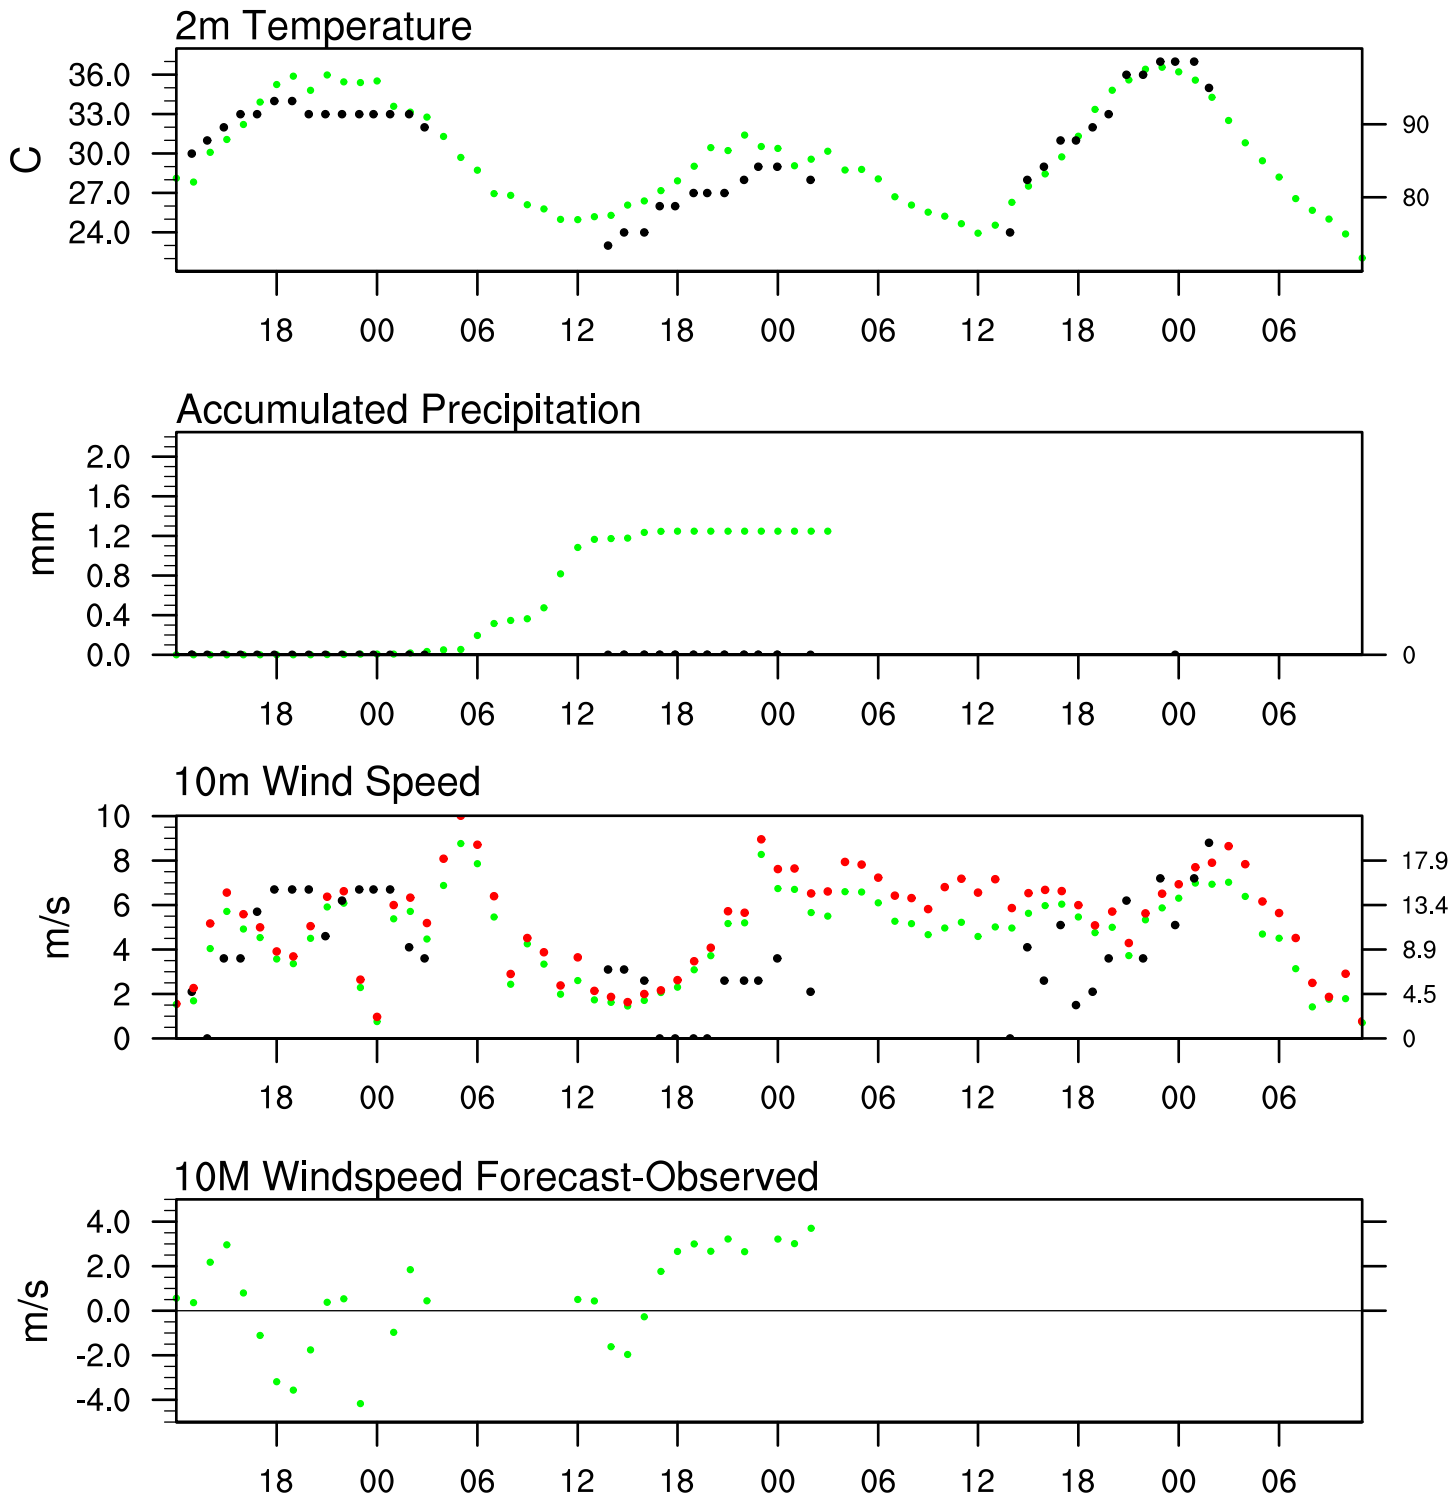 2m Temperature
36.0
33.0
30.0
27.0
24.0
C
90
80
18 00 06 12 18 00 06 12 18 00 06
Accumulated Precipitation
2.0
1.6
1.2
0.8
0.4
0.0
mm
0
18 00 06 12 18 00 06 12 18 00 06
10m Wind Speed
10
8
6
4
2
0
m/s
17.9
13.4
8.9
4.5
0
18 00 06 12 18 00 06 12 18 00 06
10M Windspeed Forecast-Observed
4.0
2.0
0.0
-2.0
-4.0
m/s
18 00 06 12 18 00 06 12 18 00 06